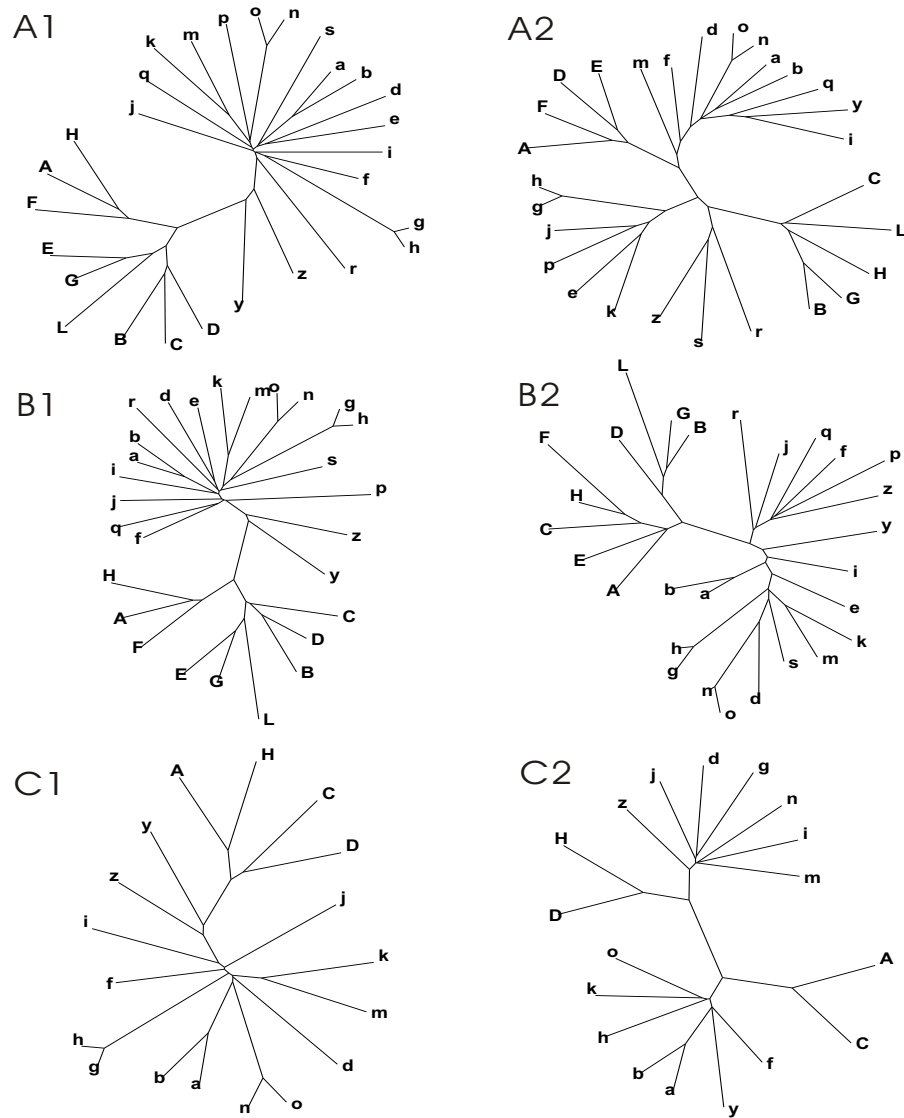 A1
o n
p
m s
k
q a b
j d
e
H i
A f
F g
h
E r
G z
y
L D
B C
A2
d o
n
E m f a
D b
q
F y
A i
h C
g
j L
p H
e G
k B
z r
s
B1
k m o n
d e g
r h
b
a s
i
j p
q
f z
y
H
A C
F D
E B
G
L
B2
L
G
D B r
F j q f
p
H z
C y
E i
A b a
e
h k
g s m
n d
o
C1
H
A
C
y
D
z
j
i
k
f
m
h
g d
b a
n o
C2
d g
j
z n
H i
m
D
o A
k
h C
b f
a y